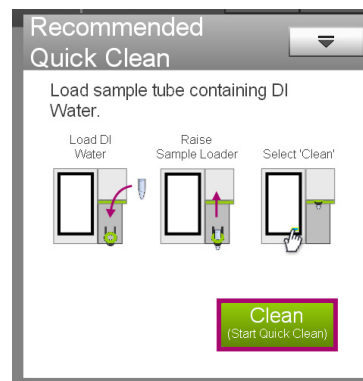 Recommended
Quick Clean
Load sample tube containing DI
Water.
Load DI
Water
Raise
Sample Loader
Select 'Clean'
Clean
(Start Quick Clean)